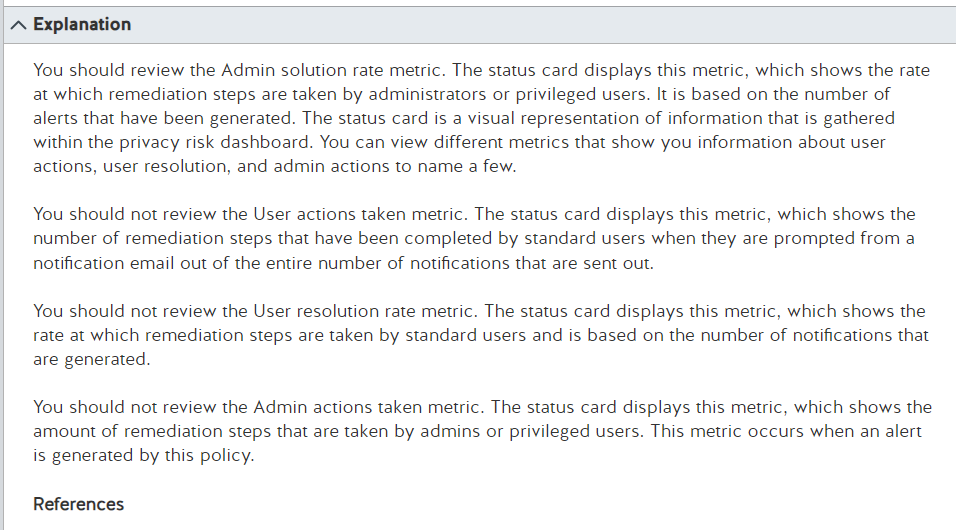 Explanation
You should review the Admin solution rate metric. The status card displays this metric, which shows the rate
at which remediation steps are taken by administrators or privileged users. It is based on the number of
alerts that have been generated. The status card is a visual representation of information that is gathered
within the privacy risk dashboard. You can view different metrics that show you information about user
actions, user resolution, and admin actions to name a few.
You should not review the User actions taken metric. The status card displays this metric, which shows the
number of remediation steps that have been completed by standard users when they are prompted from a
notification email out of the entire number of notifications that are sent out.
You should not review the User resolution rate metric. The status card displays this metric, which shows the
rate at which remediation steps are taken by standard users and is based on the number of notifications that
are generated.
You should not review the Admin actions taken metric. The status card displays this metric, which shows the
amount of remediation steps that are taken by admins or privileged users. This metric occurs when an alert
is generated by this policy.
References